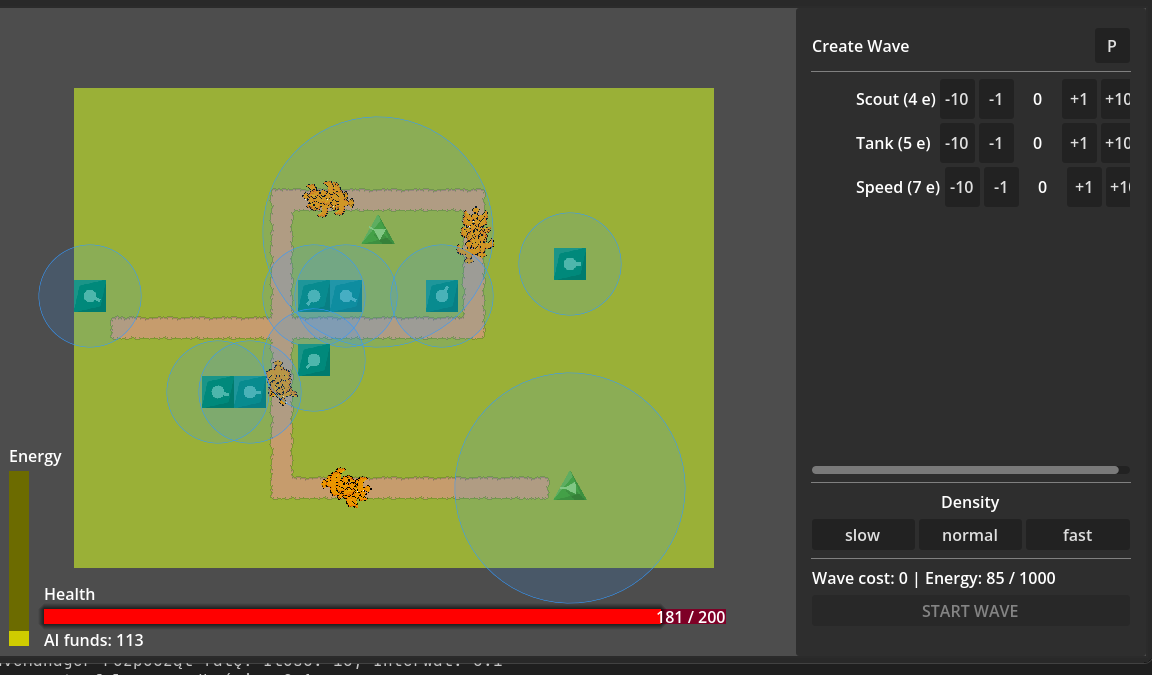 Create Wave P
Scout (4 e) -10 -1 0 +1 +10
Tank (5 e) -10 -1 0 +1 +10
Speed (7 e) -10 -1 0 +1
Energy
Density
slow normal fast
Wave cost: 0 | Energy: 85 / 1000
START WAVE
Health
181 / 200
AI funds: 113